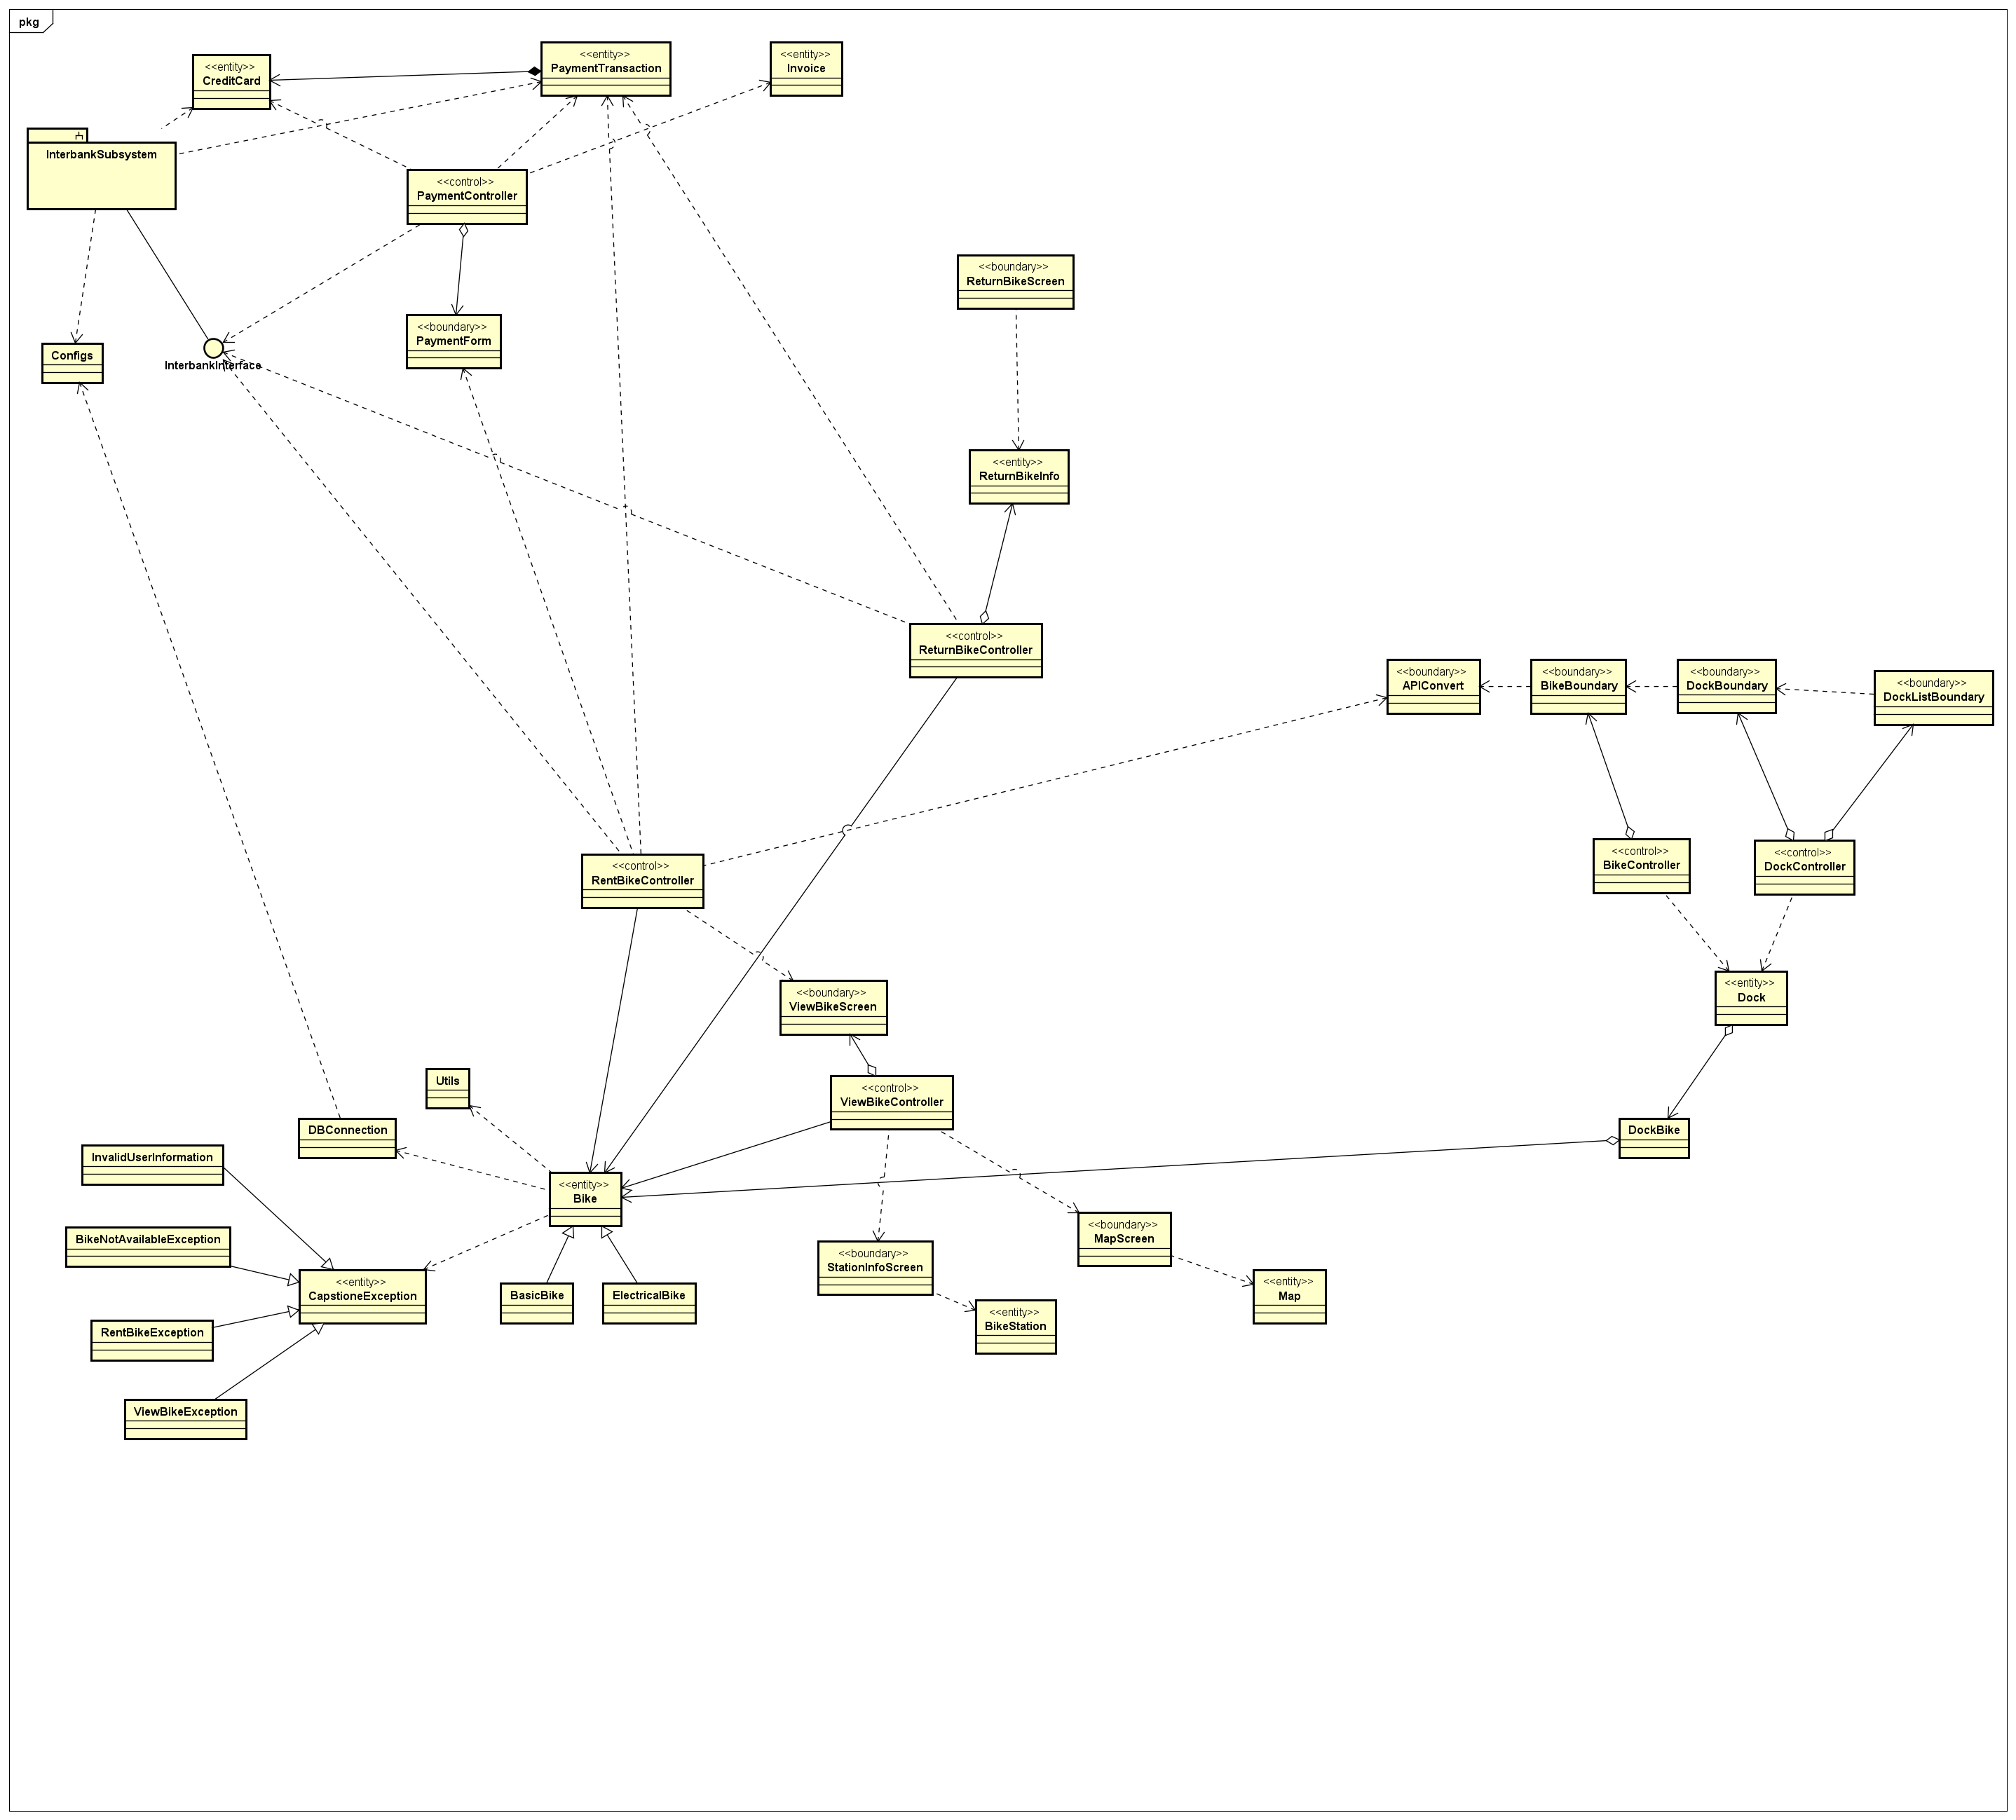 pkg
<<entity>>
CreditCard
<<entity>>
PaymentTransaction
<<entity>>
Invoice
InterbankSubsystem
<<control>>
PaymentController
<<boundary>>
ReturnBikeScreen
<<boundary>>
PaymentForm
Configs
InterbankInterface
<<entity>>
ReturnBikeInfo
<<control>>
ReturnBikeController
<<boundary>>
APIConvert
<<boundary>>
BikeBoundary
<<boundary>>
DockBoundary
<<boundary>>
DockListBoundary
<<control>>
RentBikeController
<<control>>
BikeController
<<control>>
DockController
<<boundary>>
ViewBikeScreen
<<entity>>
Dock
Utils
<<control>>
ViewBikeController
DBConnection
DockBike
InvalidUserInformation
<<entity>>
Bike
BikeNotAvailableException
<<boundary>>
MapScreen
<<boundary>>
StationInfoScreen
<<entity>>
CapstioneException
BasicBike
ElectricalBike
<<entity>>
Map
<<entity>>
BikeStation
RentBikeException
ViewBikeException